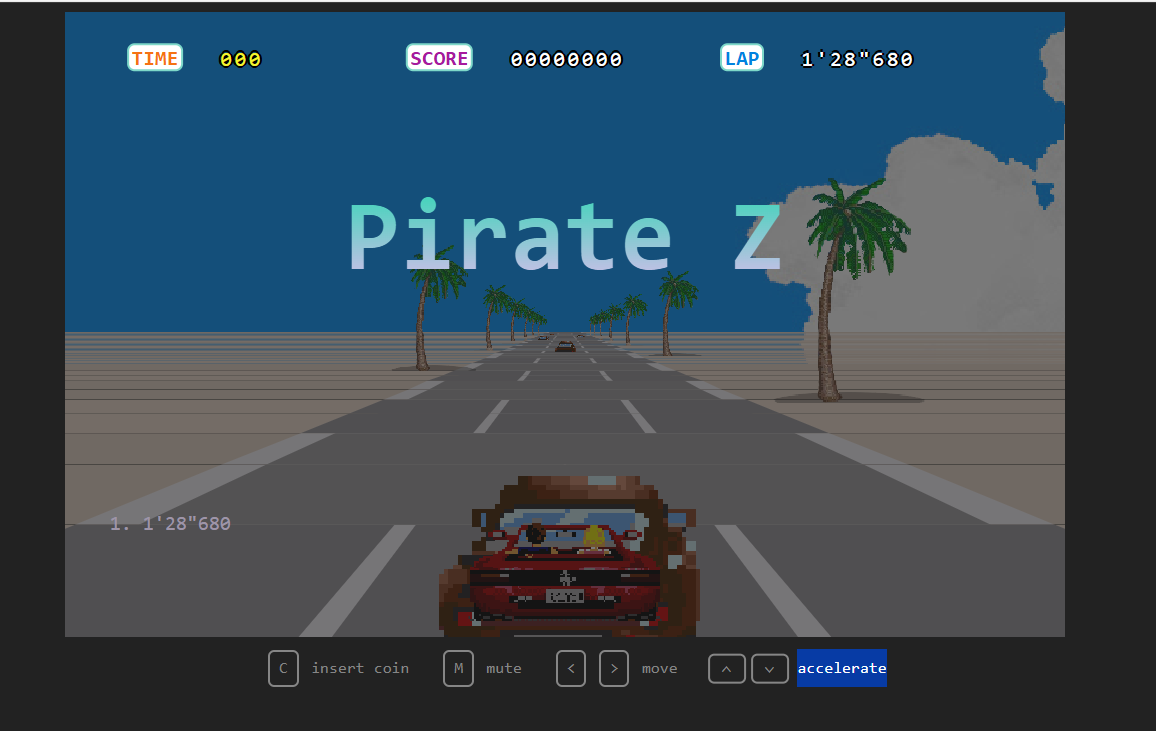 TIME 000 SCORE 00000000 LAP 1'28"680
Pirate Z
1. 1'28"680
C insert coin M mute < > move ^ v accelerate